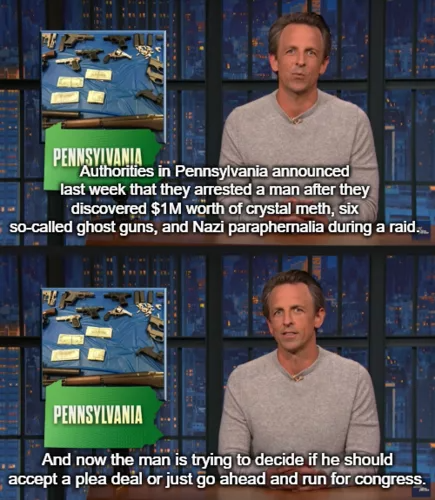 PENNSYLVANIA
Authorities in Pennsylvania announced
last week that they arrested a man after they
discovered $1M worth of crystal meth, six
so-called ghost guns, and Nazi paraphernalia during a raid.
PENNSYLVANIA
And now the man is trying to decide if he should
accept a plea deal or just go ahead and run for congress.